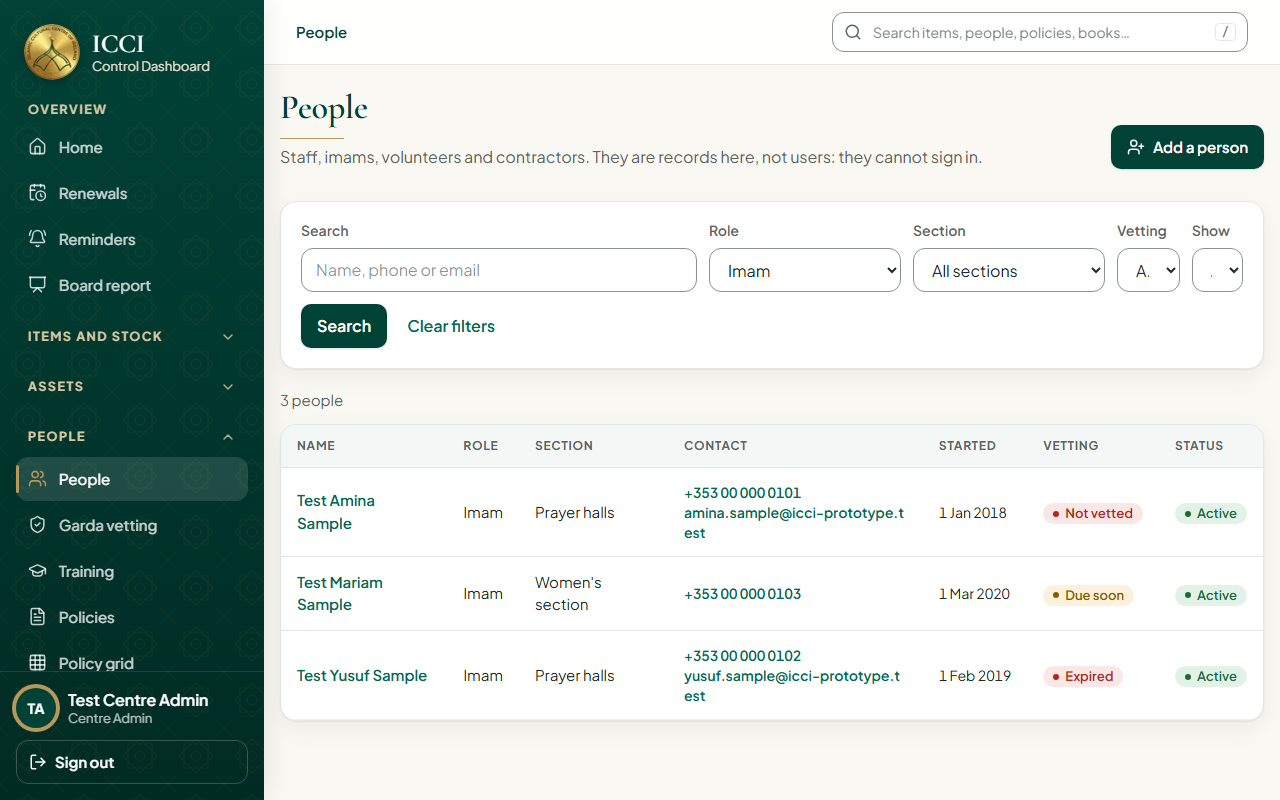 ICCI
Control Dashboard
OVERVIEW
Home
Renewals
Reminders
Board report
ITEMS AND STOCK
ASSETS
PEOPLE
People
Garda vetting
Training
Policies
Policy grid
TA
Test Centre Admin
Centre Admin
Sign out
People
Search items, people, policies, books…
/
People
Staff, imams, volunteers and contractors. They are records here, not users: they cannot sign in.
Add a person
Search
Role
Section
Vetting
Show
Name, phone or email
Imam
All sections
A.
Search
Clear filters
3 people
NAME
ROLE
SECTION
CONTACT
STARTED
VETTING
STATUS
Test Amina
Sample
Imam
Prayer halls
+353 00 000 0101
amina.sample@icci-prototype.t
est
1 Jan 2018
Not vetted
Active
Test Mariam
Sample
Imam
Women's
section
+353 00 000 0103
1 Mar 2020
Due soon
Active
Test Yusuf Sample
Imam
Prayer halls
+353 00 000 0102
yusuf.sample@icci-prototype.t
est
1 Feb 2019
Expired
Active